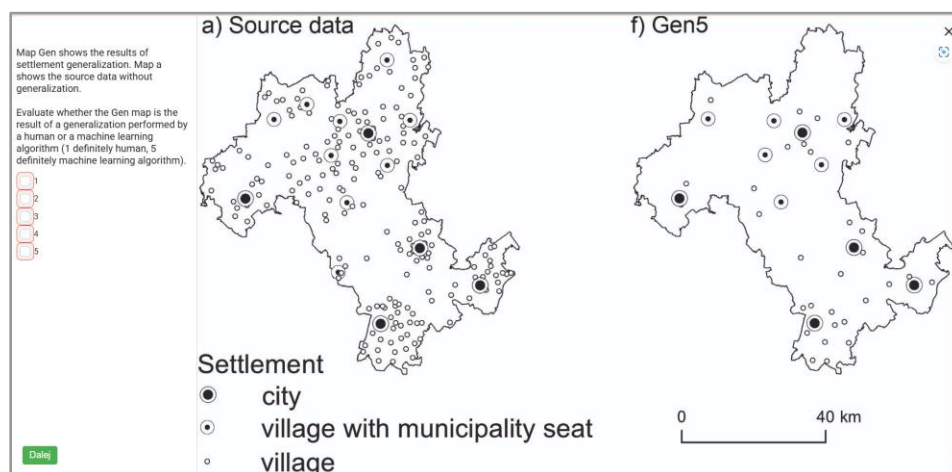 a) Source data
f) Gen5
Map Gen shows the results of
settlement generalization. Map a
shows the source data without
generalization.
Evaluate whether the Gen map is the
result of a generalization performed by
a human or a machine learning
algorithm (1 definitely human, 5
definitely machine learning algorithm).
1
2
3
4
5
Settlement
city
village with municipality seat
village
0 40 km
Dalej